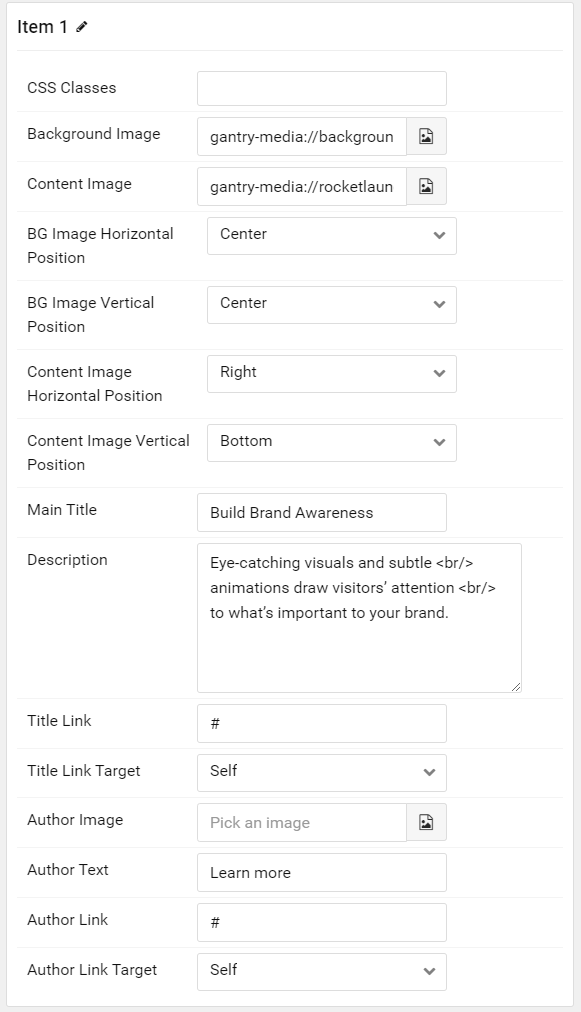 Item 1
CSS Classes
Background Image gantry-media://backgroun
Content Image gantry-media://rocketlaun
BG Image Horizontal Center
Position
BG Image Vertical Center
Position
Content Image Right
Horizontal Position
Content Image Vertical Bottom
Position
Main Title Build Brand Awareness
Description Eye-catching visuals and subtle <br/>
animations draw visitors’ attention <br/>
to what’s important to your brand.
Title Link #
Title Link Target Self
Author Image Pick an image
Author Text Learn more
Author Link #
Author Link Target Self